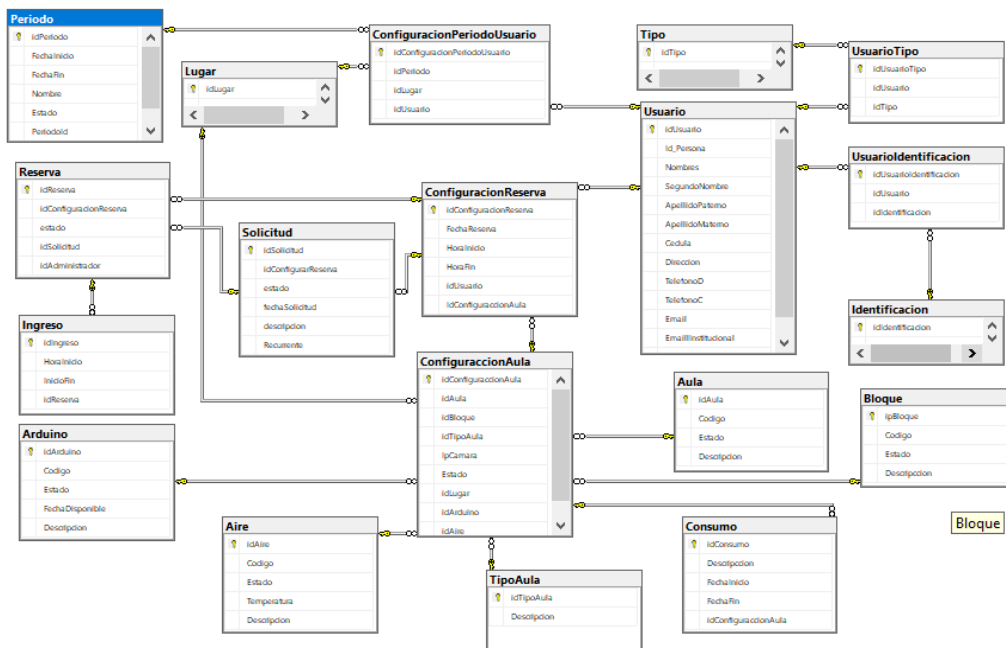 Periodo
idPeriodo
FechaInicio
FechaFin
Nombre
Estado
PeriodoId
Lugar
idLugar
ConfiguracionPeriodoUsuario
idConfiguracionPeriodoUsuario
idPeriodo
idLugar
idUsuario
Tipo
idTipo
UsuarioTipo
idUsuarioTipo
idUsuario
idTipo
Usuario
idUsuario
Id_Persona
Nombres
SegundoNombre
ApellidoPaterno
ApellidoMaterno
Cedula
Direccion
TelefonoD
TelefonoC
Email
EmailIInstitucional
UsuarioIdentificacion
idUsuarioIdentificacion
idUsuario
idIdentificacion
Identificacion
idIdentificacion
Reserva
idReserva
idConfiguracionReserva
estado
idSolicitud
idAdministrador
Solicitud
idSollicitud
idConfigurarReserva
estado
fechaSolicitud
descripcion
Recurrente
ConfiguracionReserva
idConfiguracionReserva
FechaReserva
HoraInicio
HoraFin
idUsuario
idConfiguraccionAula
Ingreso
idIngreso
HoraInicio
InicioFin
idReserva
ConfiguraccionAula
idConfiguraccionAula
idAula
idBloque
idTipoAula
IpCamara
Estado
idLugar
idArduino
idAire
Aula
idAula
Codigo
Estado
Descripcion
Bloque
ipBloque
Codigo
Estado
Descripccion
Arduino
idArduino
Codigo
Estado
FechaDisponible
Descripcion
Aire
idAire
Codigo
Estado
Temperatura
Descripcion
TipoAula
idTipoAula
Descripcion
Consumo
idConsumo
Descripccion
FechaInicio
FechaFin
idConfiguraccionAula
Bloque